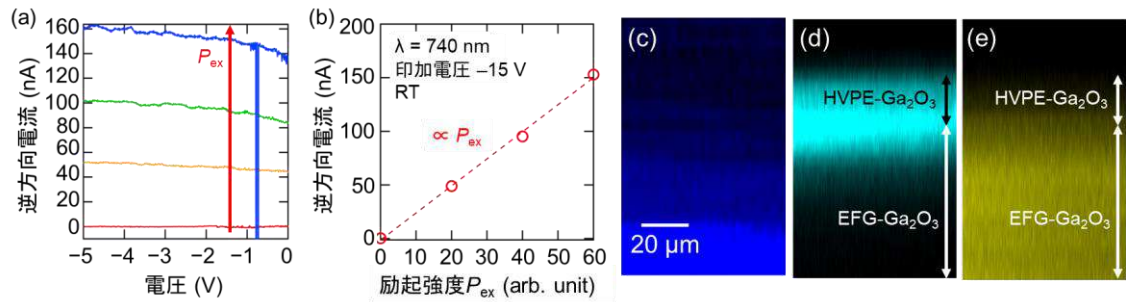 (a)
160
140
120
100
80
60
40
20
0
逆方向電流 (nA)
P_ex
−5 −4 −3 −2 −1 0
電圧 (V)
(b)
200
150
100
50
0
逆方向電流 (nA)
λ = 740 nm
印加電圧 –15 V
RT
∝ P_ex
0 10 20 30 40 50 60
励起強度P_ex (arb. unit)
(c)
20 µm
(d)
HVPE-Ga₂O₃
EFG-Ga₂O₃
(e)
HVPE-Ga₂O₃
EFG-Ga₂O₃